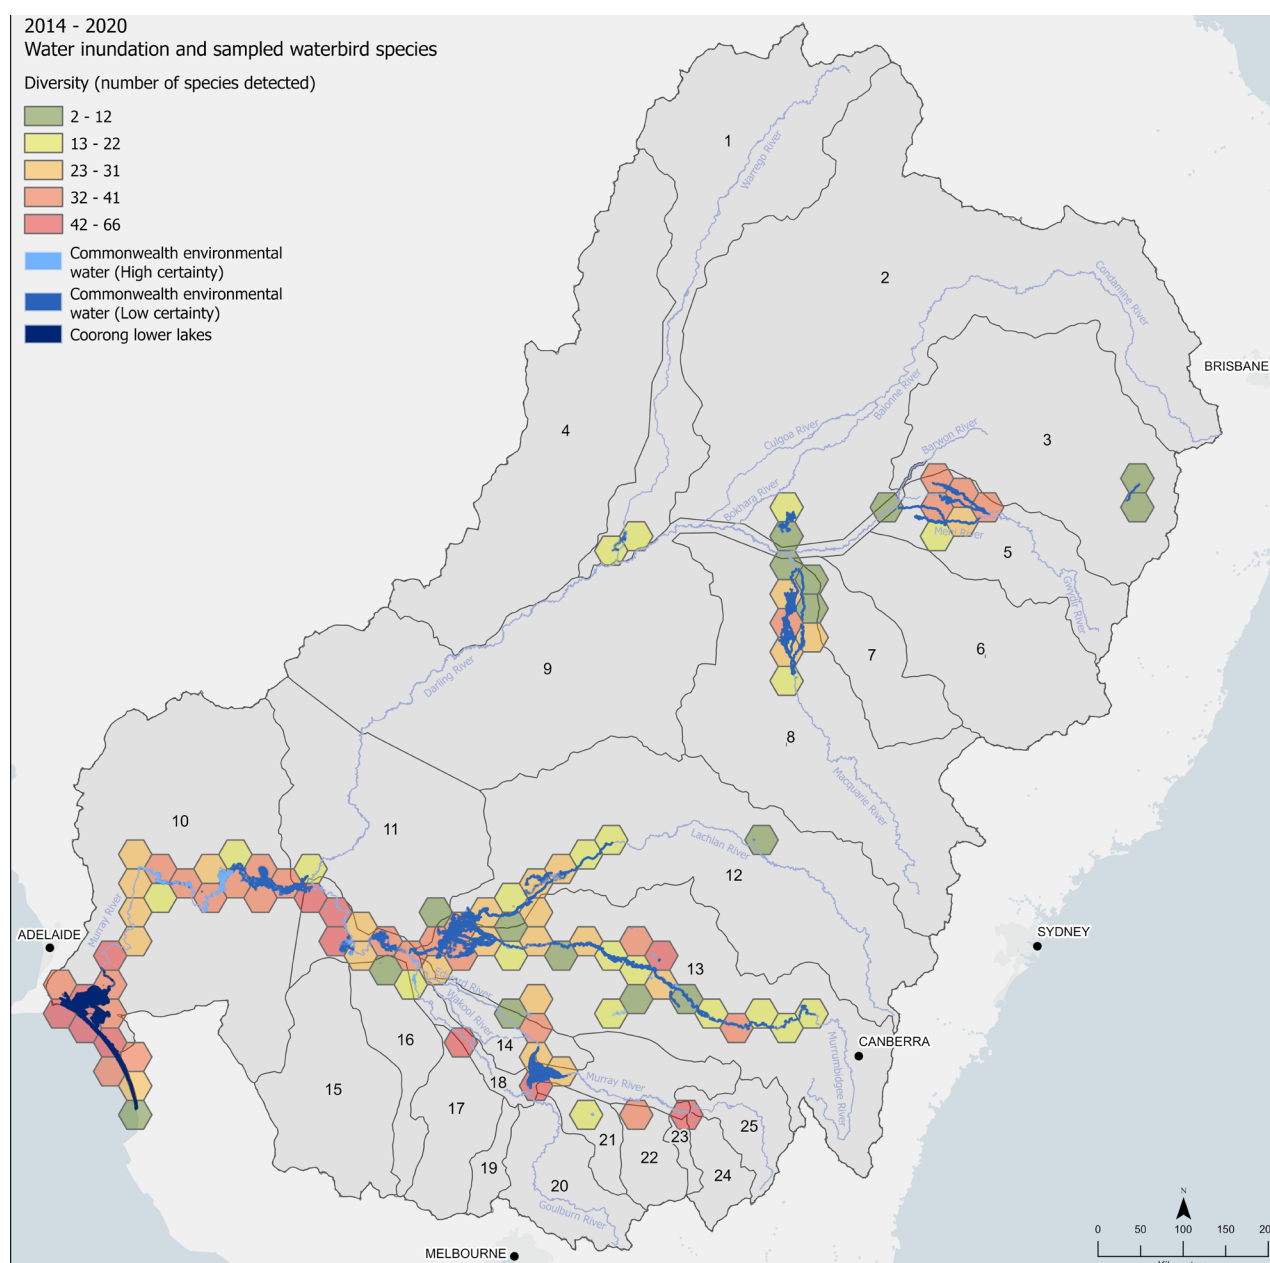 2014 - 2020
Water inundation and sampled waterbird species
Diversity (number of species detected)
2 - 12
13 - 22
23 - 31
32 - 41
42 - 66
Commonwealth environmental
water (High certainty)
Commonwealth environmental
water (Low certainty)
Coorong lower lakes
1
Warrego River
2
Condamine River
BRISBANE
4
Balonne River
Culgoa River
Barwon River
3
Bokhara River
Mehi River
5
Gwydir River
6
7
9
Darling River
8
Macquarie River
10
11
Lachlan River
12
Murray River
ADELAIDE
SYDNEY
13
Edward River
Wakool River
16
14
CANBERRA
Murrumbidgee River
15
18
Murray River
17
21
23
25
22
19
24
20
Goulburn River
MELBOURNE
N
0 50 100 150 20